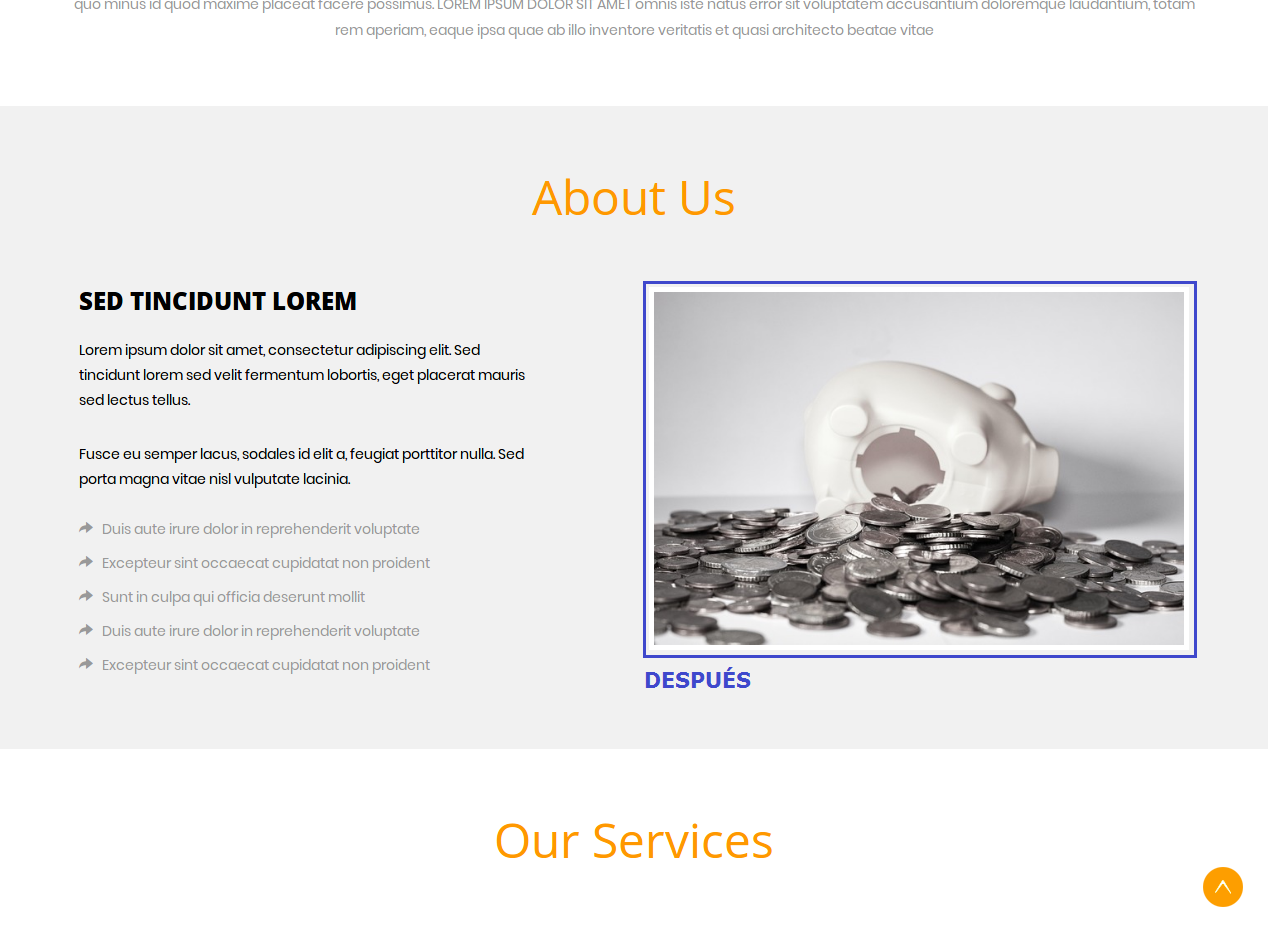 quo minus id quod maxime placeat facere possimus. LOREM IPSUM DOLOR SIT AMET omnis iste natus error sit voluptatem accusantium doloremque laudantium, totam
rem aperiam, eaque ipsa quae ab illo inventore veritatis et quasi architecto beatae vitae
About Us
SED TINCIDUNT LOREM
Lorem ipsum dolor sit amet, consectetur adipiscing elit. Sed
tincidunt lorem sed velit fermentum lobortis, eget placerat mauris
sed lectus tellus.
Fusce eu semper lacus, sodales id elit a, feugiat porttitor nulla. Sed
porta magna vitae nisl vulputate lacinia.
Duis aute irure dolor in reprehenderit voluptate
Excepteur sint occaecat cupidatat non proident
Sunt in culpa qui officia deserunt mollit
Duis aute irure dolor in reprehenderit voluptate
Excepteur sint occaecat cupidatat non proident
DESPUÉS
Our Services